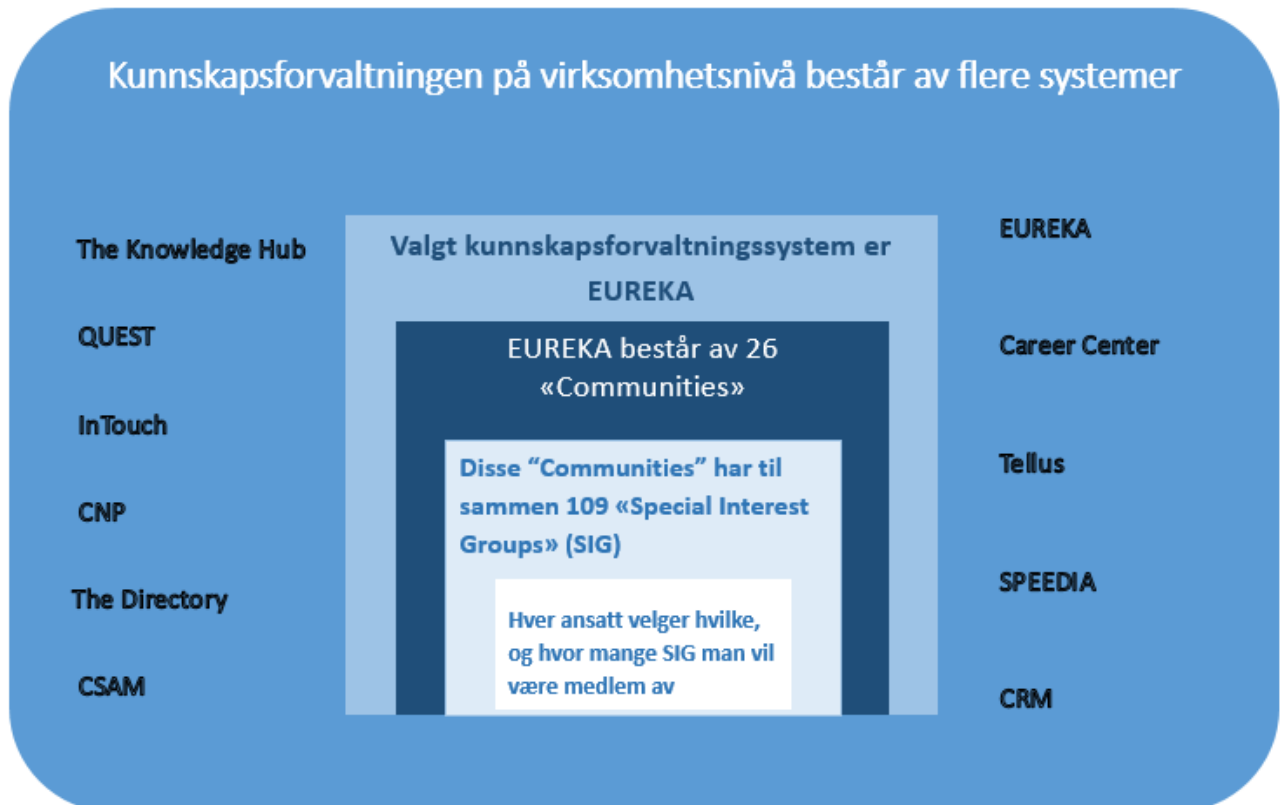 Kunnskapsforvaltningen på virksomhetsnivå består av flere systemer
The Knowledge Hub
QUEST
InTouch
CNP
The Directory
CSAM
Valgt kunnskapsforvaltningssystem er
EUREKA
EUREKA består av 26
«Communities»
Disse “Communities” har til
sammen 109 «Special Interest
Groups» (SIG)
Hver ansatt velger hvilke,
og hvor mange SIG man vil
være medlem av
EUREKA
Career Center
Tellus
SPEEDIA
CRM